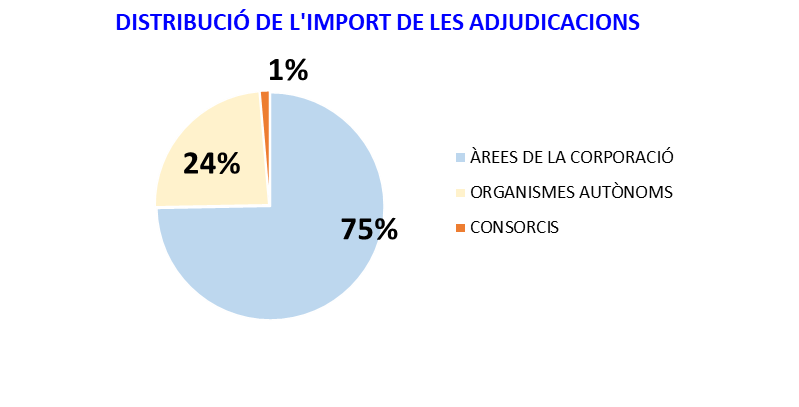 DISTRIBUCIÓ DE L'IMPORT DE LES ADJUDICACIONS
1%
24%
75%
ÀREES DE LA CORPORACIÓ
ORGANISMES AUTÒNOMS
CONSORCIS